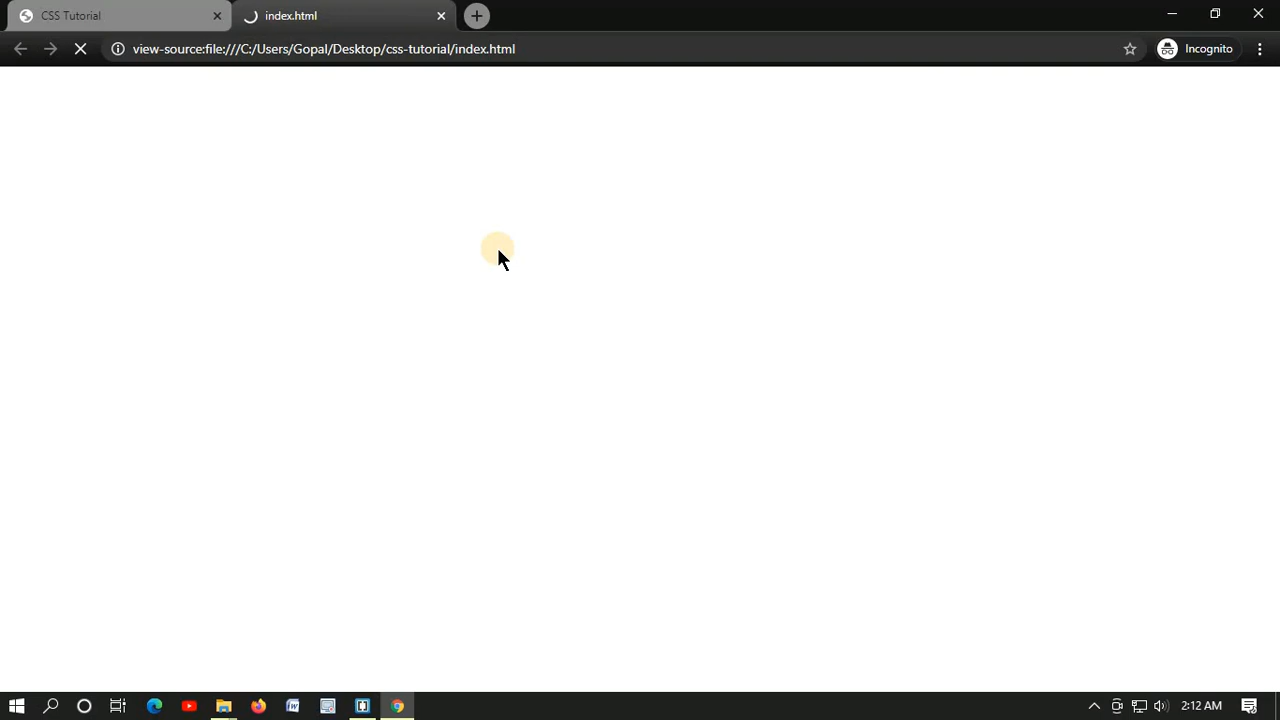 CSS Tutorial
index.html
view-source:file:///C:/Users/Gopal/Desktop/css-tutorial/index.html
Incognito
2:12 AM